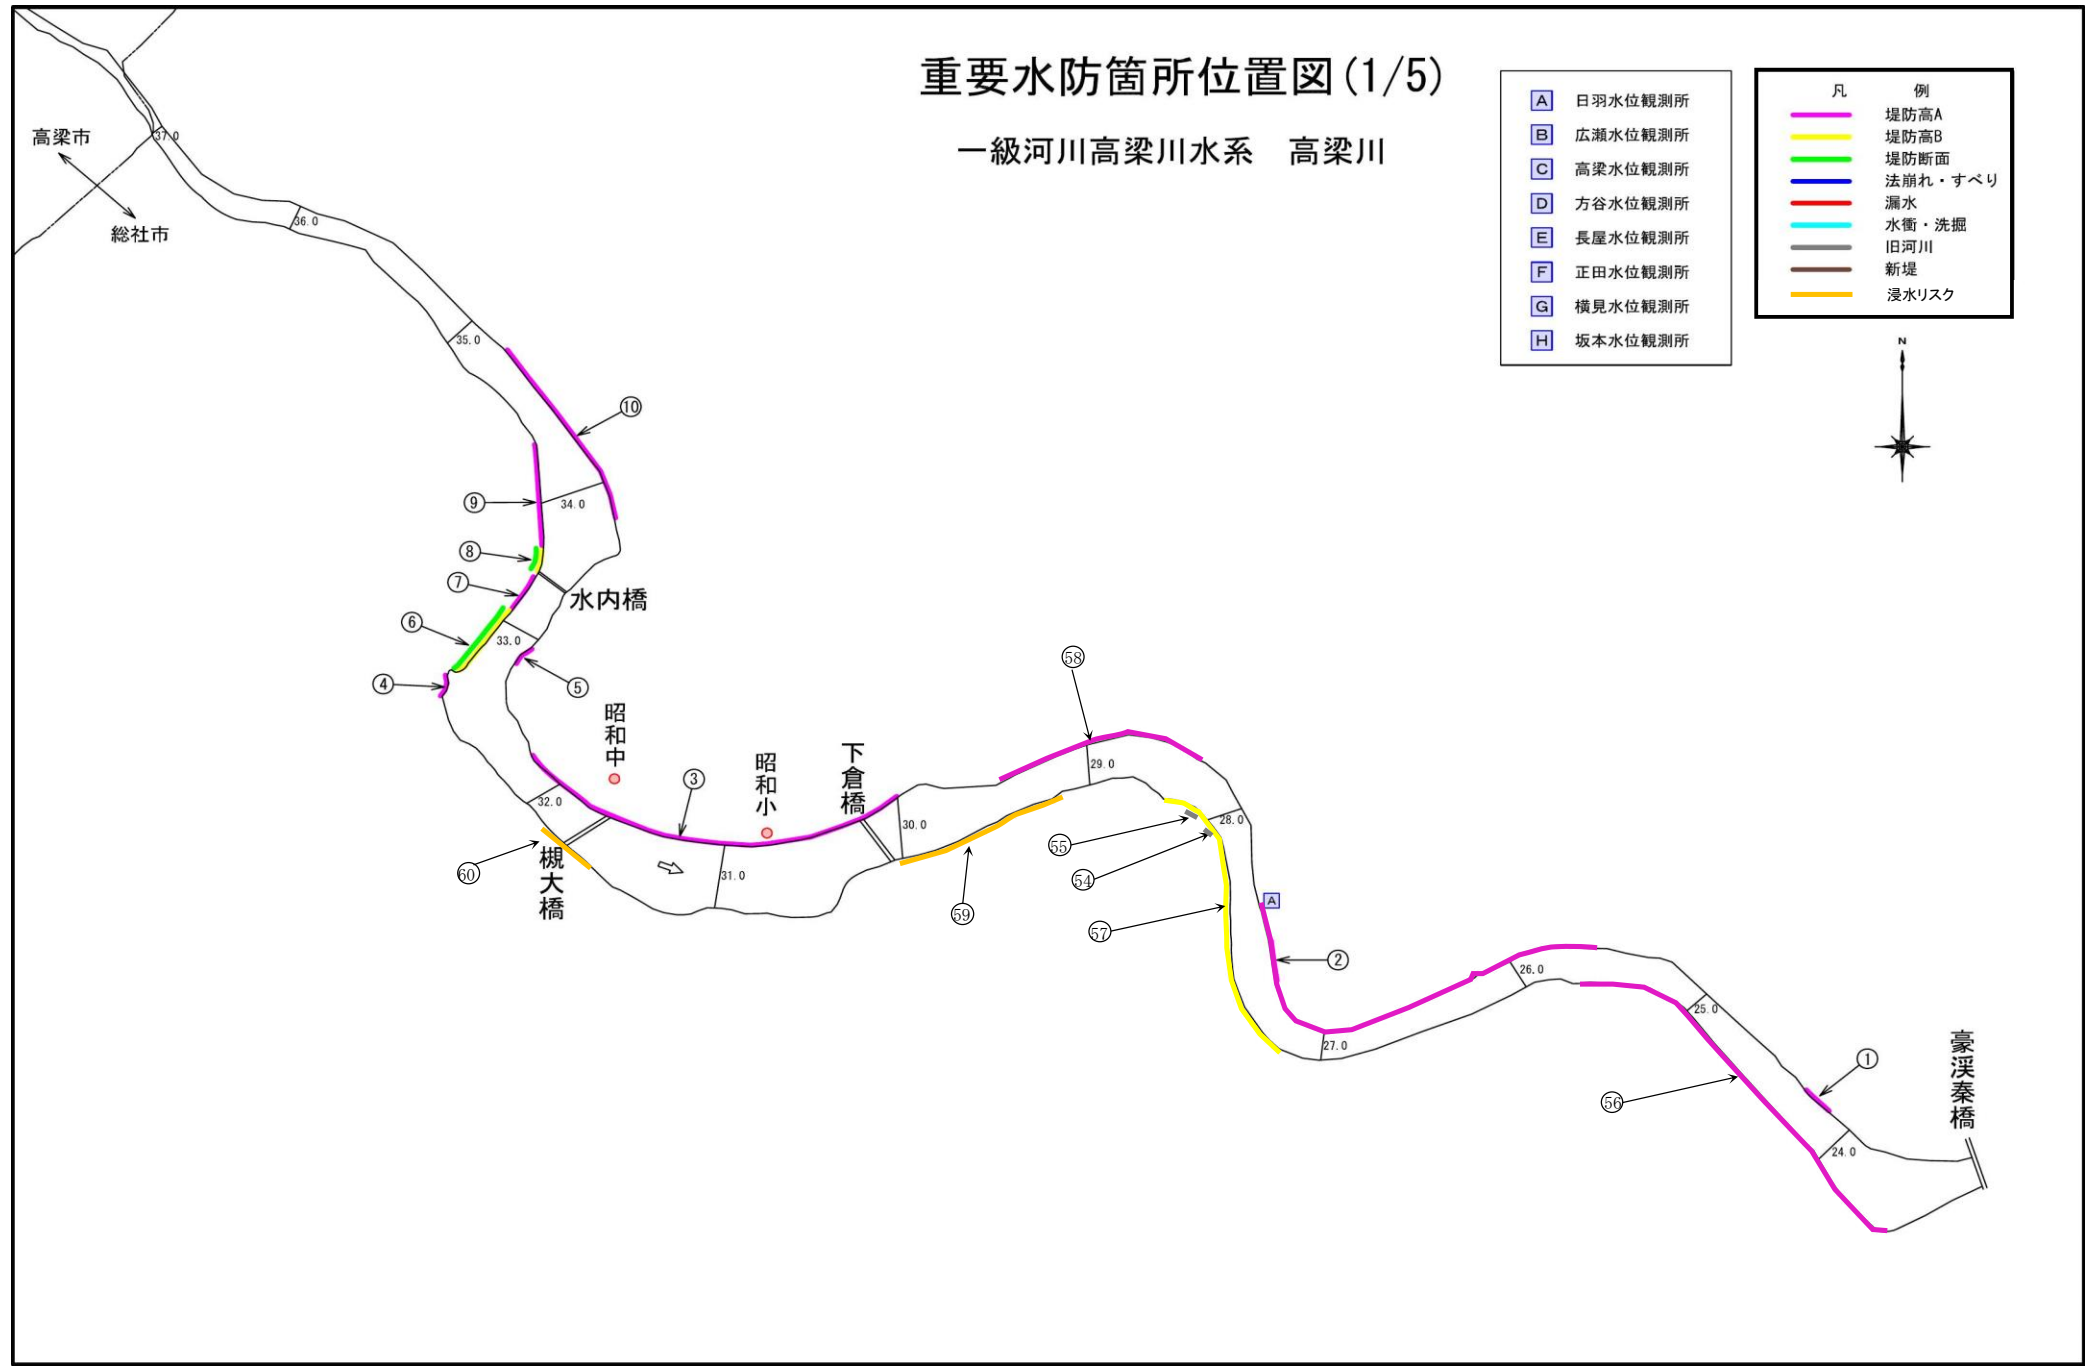 重要水防箇所位置図(1/5)
一級河川高梁川水系　高梁川
A 日羽水位観測所
B 広瀬水位観測所
C 高梁水位観測所
D 方谷水位観測所
E 長屋水位観測所
F 正田水位観測所
G 横見水位観測所
H 坂本水位観測所
凡　例
堤防高A
堤防高B
堤防断面
法崩れ・すべり
漏水
水衝・洗掘
旧河川
新堤
浸水リスク
N
高梁市
総社市
37.0
36.0
35.0
⑩
⑨
34.0
⑧
⑦
水内橋
⑥
33.0
④
⑤
昭和中
32.0
③
昭和小
下倉橋
30.0
㊽
29.0
28.0
55
54
60
槻大橋
31.0
59
57
A
②
26.0
27.0
25.0
①
56
24.0
豪渓秦橋